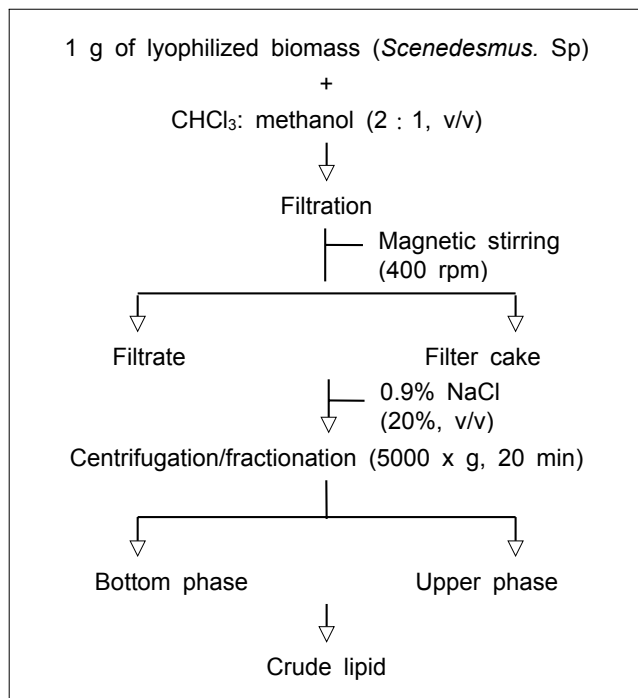 1 g of lyophilized biomass (Scenedesmus. Sp)
+
CHCl₃: methanol (2 : 1, v/v)
Filtration
Magnetic stirring
(400 rpm)
Filtrate Filter cake
0.9% NaCl
(20%, v/v)
Centrifugation/fractionation (5000 x g, 20 min)
Bottom phase Upper phase
Crude lipid